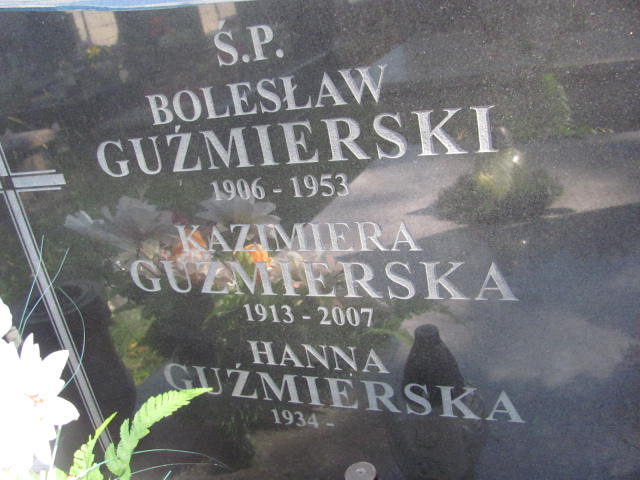 Ś.P.
BOLESŁAW
GUŹMIERSKI
1906 - 1953
KAZIMIERA
GUŹMIERSKA
1913 - 2007
HANNA
GUŹMIERSKA
1934 -